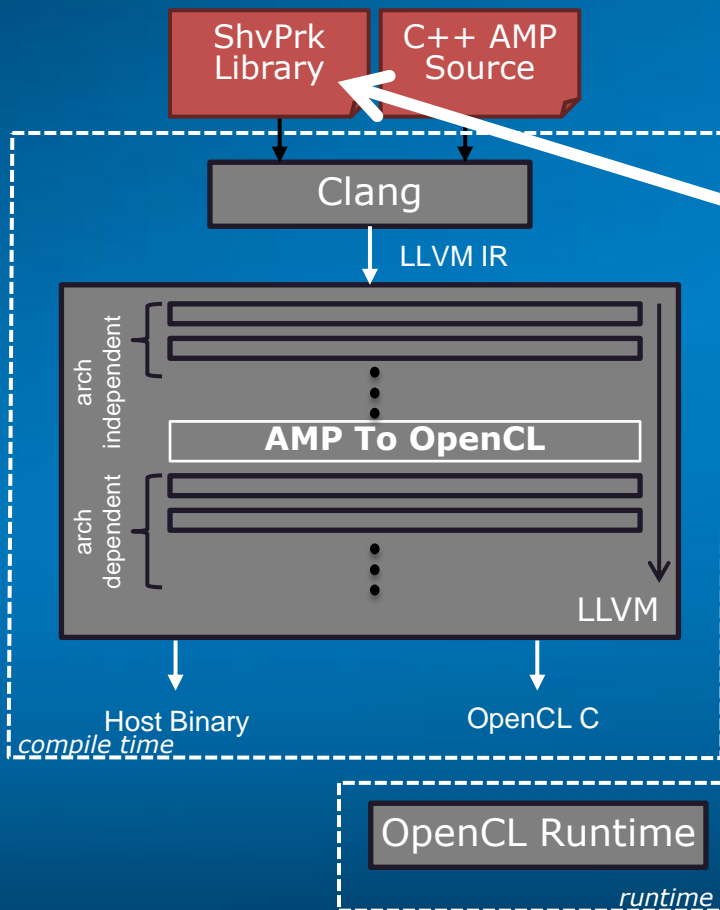 ShvPrk
Library
C++ AMP
Source
Clang
LLVM IR
arch
independent
AMP To OpenCL
arch
dependent
LLVM
Host Binary
OpenCL C
compile time
OpenCL Runtime
runtime